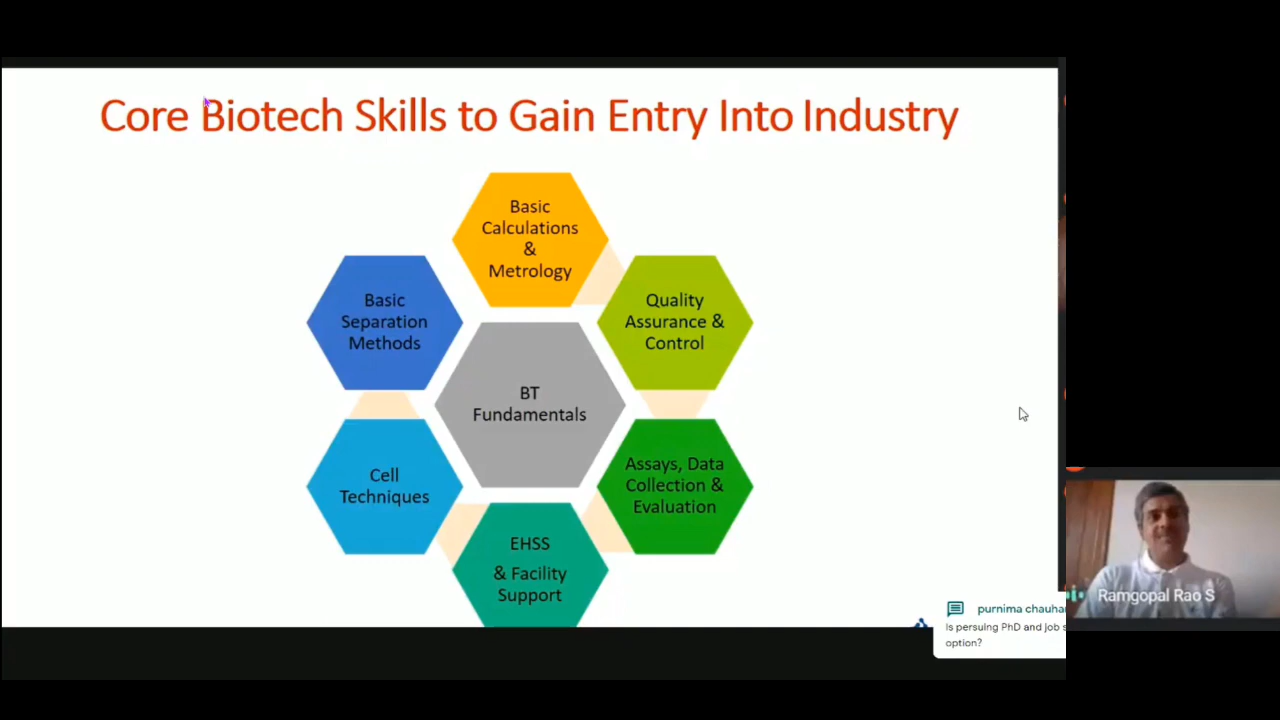 Core Biotech Skills to Gain Entry Into Industry
Basic
Calculations
&
Metrology
Basic
Separation
Methods
Quality
Assurance &
Control
BT
Fundamentals
Cell
Techniques
Assays, Data
Collection &
Evaluation
EHSS
& Facility
Support
Ramgopal Rao S
purnima chauha
Is persuing PhD and job
option?